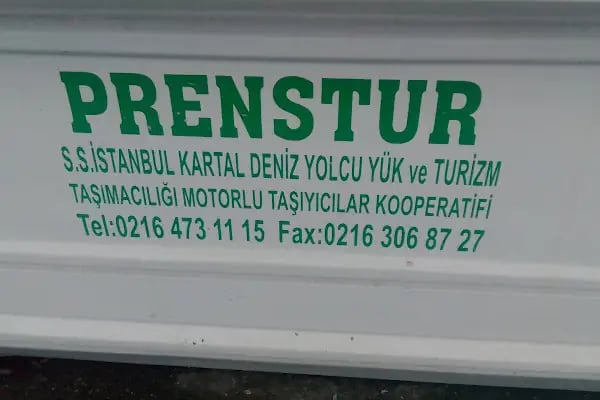 PRENSTUR
S.S.İSTANBUL KARTAL DENİZ YOLCU YÜK ve TURİZM
TAŞIMACILIĞI MOTORLU TAŞIYICILAR KOOPERATİFİ
Tel:0216 473 11 15 Fax:0216 306 87 27